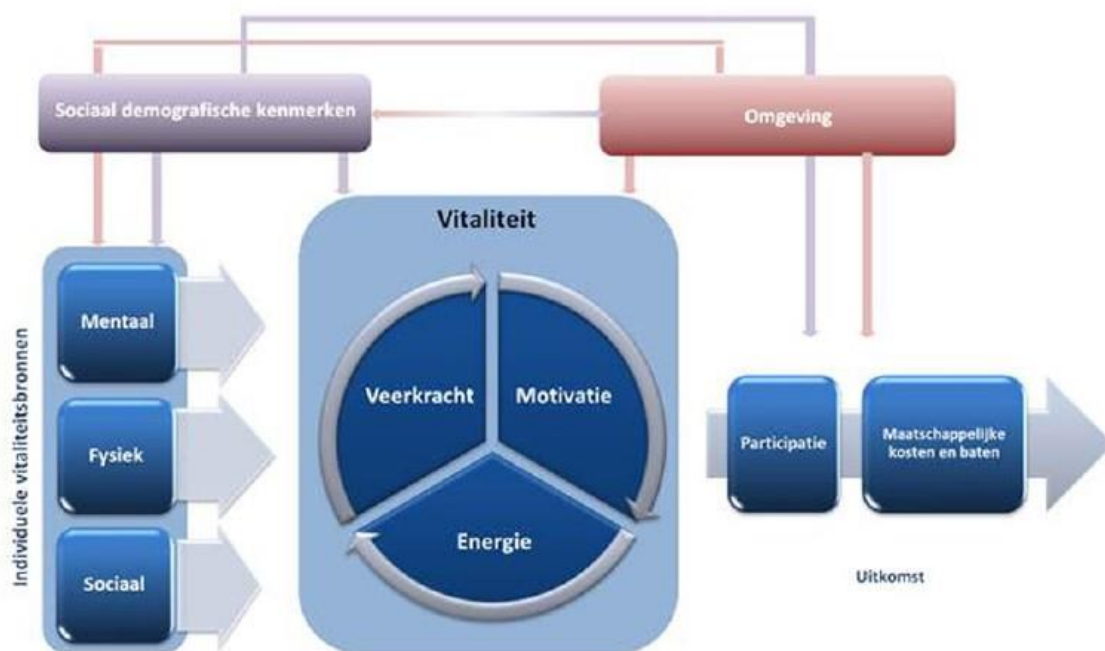 Sociaal demografische kenmerken
Omgeving
Vitaliteit
Individuele vitaliteitsbronnen
Mentaal
Fysiek
Sociaal
Veerkracht
Motivatie
Energie
Participatie
Maatschappelijke
kosten en baten
Uitkomst